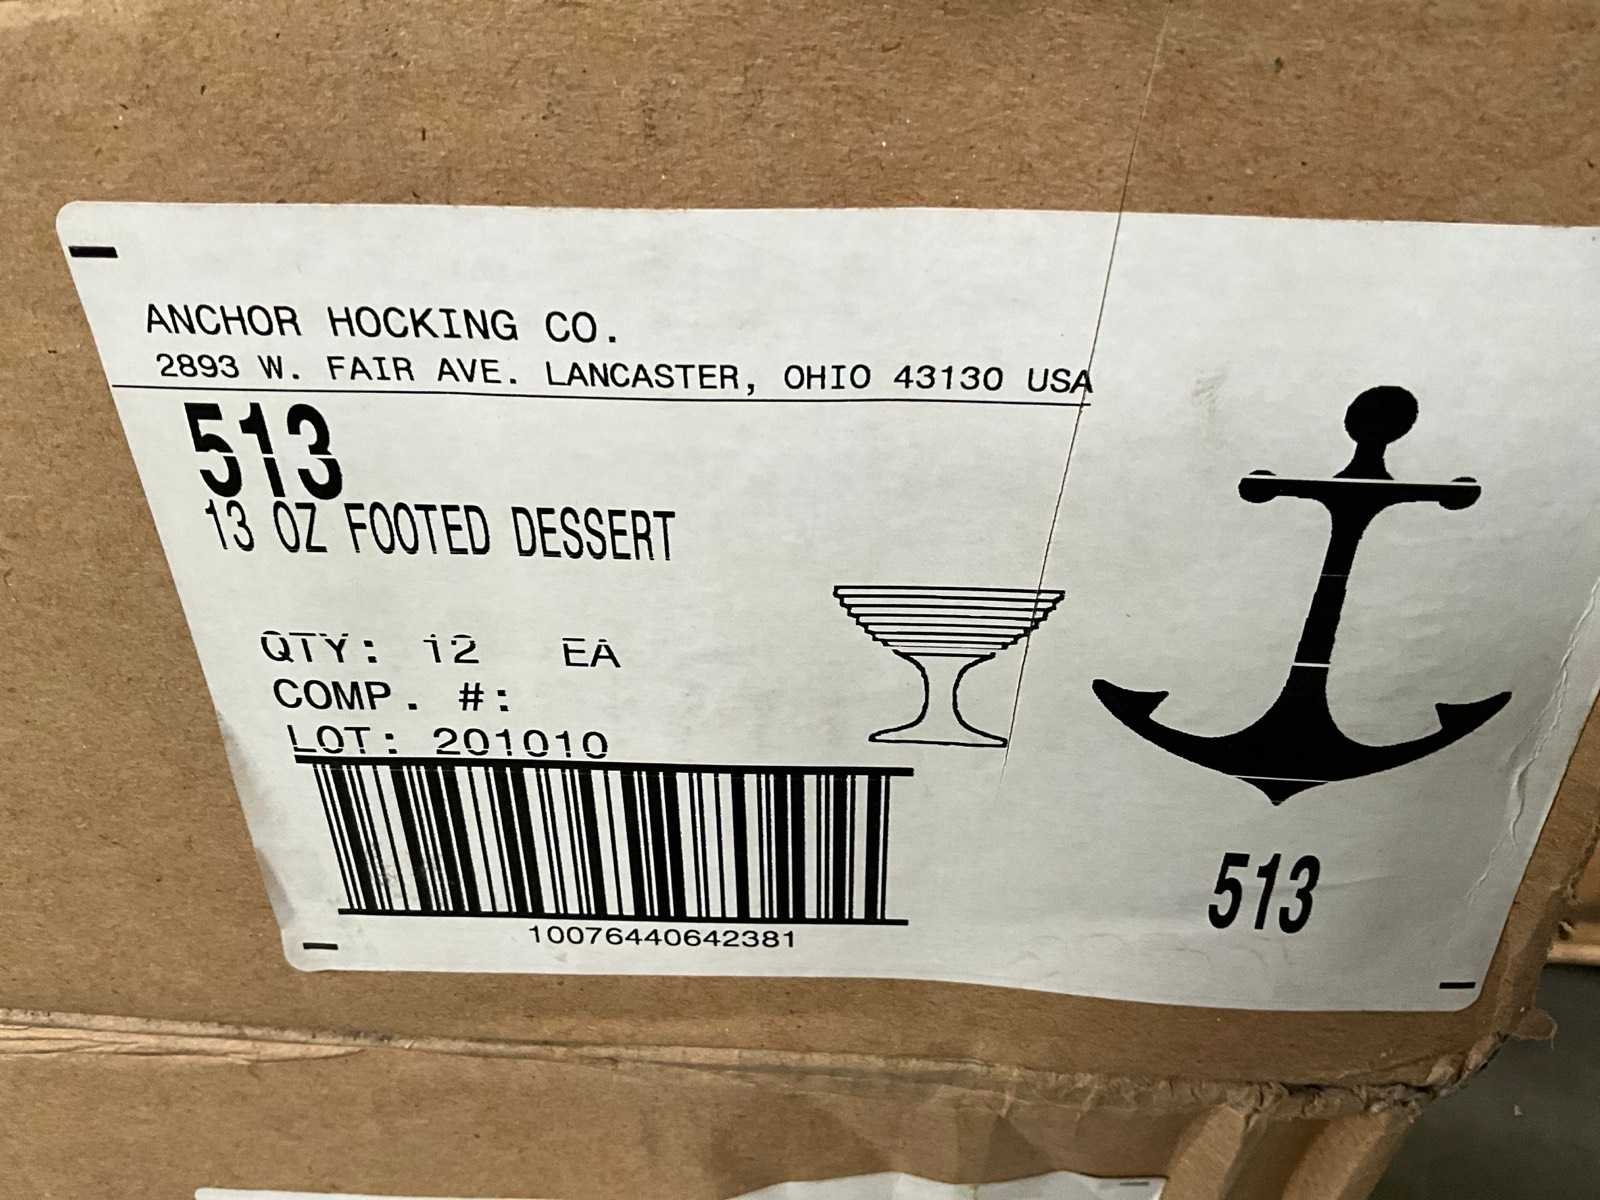 ANCHOR HOCKING CO.
2893 W. FAIR AVE. LANCASTER, OHIO 43130 USA
513
13 OZ FOOTED DESSERT
QTY: 12 EA
COMP. #:
LOT: 201010
10076440642381
513